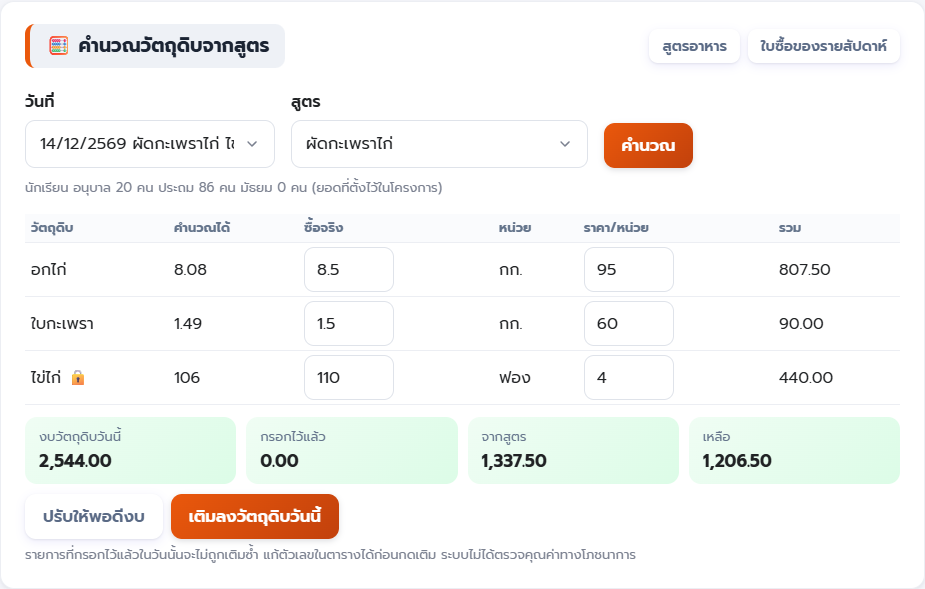 คำนวณวัตถุดิบจากสูตร
สูตรอาหาร ใบซื้อของรายสัปดาห์
วันที่ สูตร
14/12/2569 ผัดกะเพราไก่ ผัดกะเพราไก่ คำนวณ
นักเรียน อนุบาล 20 คน ประถม 86 คน มัธยม 0 คน (ยอดที่ตั้งไว้ในโครงการ)
วัตถุดิบ คำนวณได้ ซื้อจริง หน่วย ราคา/หน่วย รวม
อกไก่ 8.08 8.5 กก. 95 807.50
ใบกะเพรา 1.49 1.5 กก. 60 90.00
ไข่ไก่ 106 110 ฟอง 4 440.00
งบวัตถุดิบวันนี้ กรอกไว้แล้ว จากสูตร เหลือ
2,544.00 0.00 1,337.50 1,206.50
ปรับให้พอดีงบ เติมลงวัตถุดิบวันนี้
รายการที่กรอกไว้แล้วในวันนั้นจะไม่ถูกเติมซ้ำ แก้ตัวเลขในตารางได้ก่อนกดเติม ระบบไม่ได้ตรวจคุณค่าทางโภชนาการ